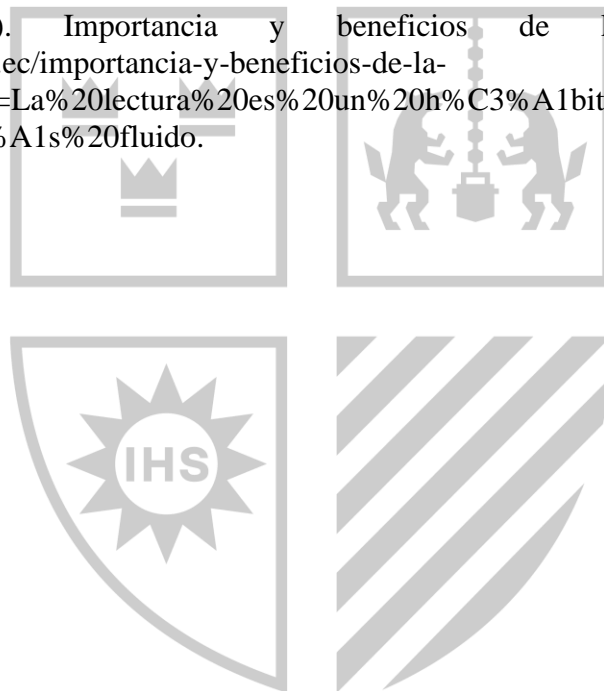 ). Importancia y beneficios de l
ec/importancia-y-beneficios-de-la-
=La%20lectura%20es%20un%20h%C3%A1bit
%A1s%20fluido.
IHS